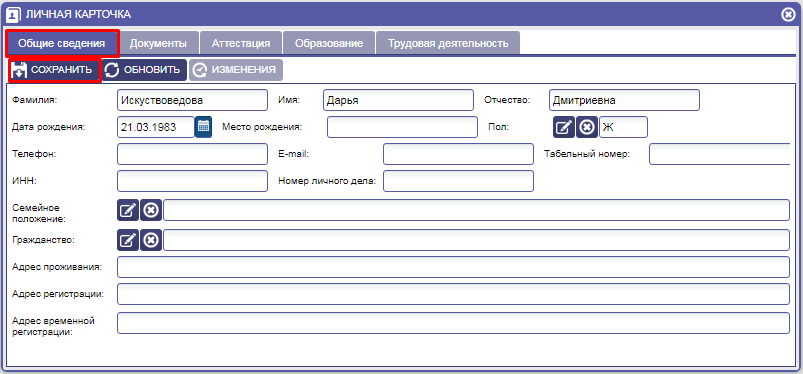 ЛИЧНАЯ КАРТОЧКА
Общие сведения Документы Аттестация Образование Трудовая деятельность
СОХРАНИТЬ ОБНОВИТЬ ИЗМЕНЕНИЯ
Фамилия: Искуствоведова Имя: Дарья Отчество: Дмитриевна
Дата рождения: 21.03.1983 Место рождения: Пол: Ж
Телефон: E-mail: Табельный номер:
ИНН: Номер личного дела:
Семейное
положение:
Гражданство:
Адрес проживания:
Адрес регистрации:
Адрес временной
регистрации: